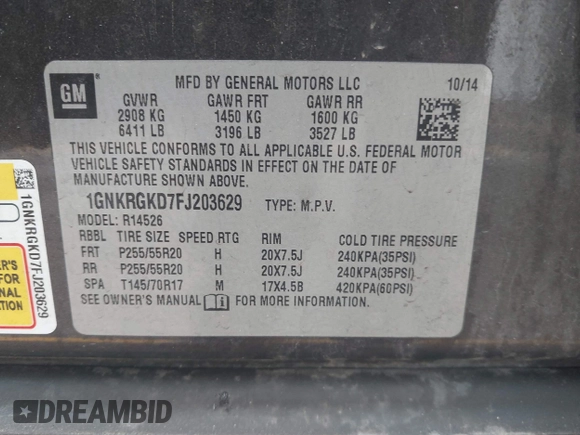 GM
MFD BY GENERAL MOTORS LLC 10/14
GVWR GAWR FRT GAWR RR
2908 KG 1450 KG 1600 KG
6411 LB 3196 LB 3527 LB
THIS VEHICLE CONFORMS TO ALL APPLICABLE U.S. FEDERAL MOTOR
VEHICLE SAFETY STANDARDS IN EFFECT ON THE DATE OF
MANUFACTURE SHOWN ABOVE.
1GNKRGKD7FJ203629 TYPE: M.P.V.
MODEL: R14526
RBBL TIRE SIZE SPEED RTG RIM COLD TIRE PRESSURE
FRT P255/55R20 H 20X7.5J 240KPA(35PSI)
RR P255/55R20 H 20X7.5J 240KPA(35PSI)
SPA T145/70R17 M 17X4.5B 420KPA(60PSI)
SEE OWNER'S MANUAL FOR MORE INFORMATION.
1GNKRGKD7FJ203629
ER'S
FOR
NAL
ATION
DREAMBID